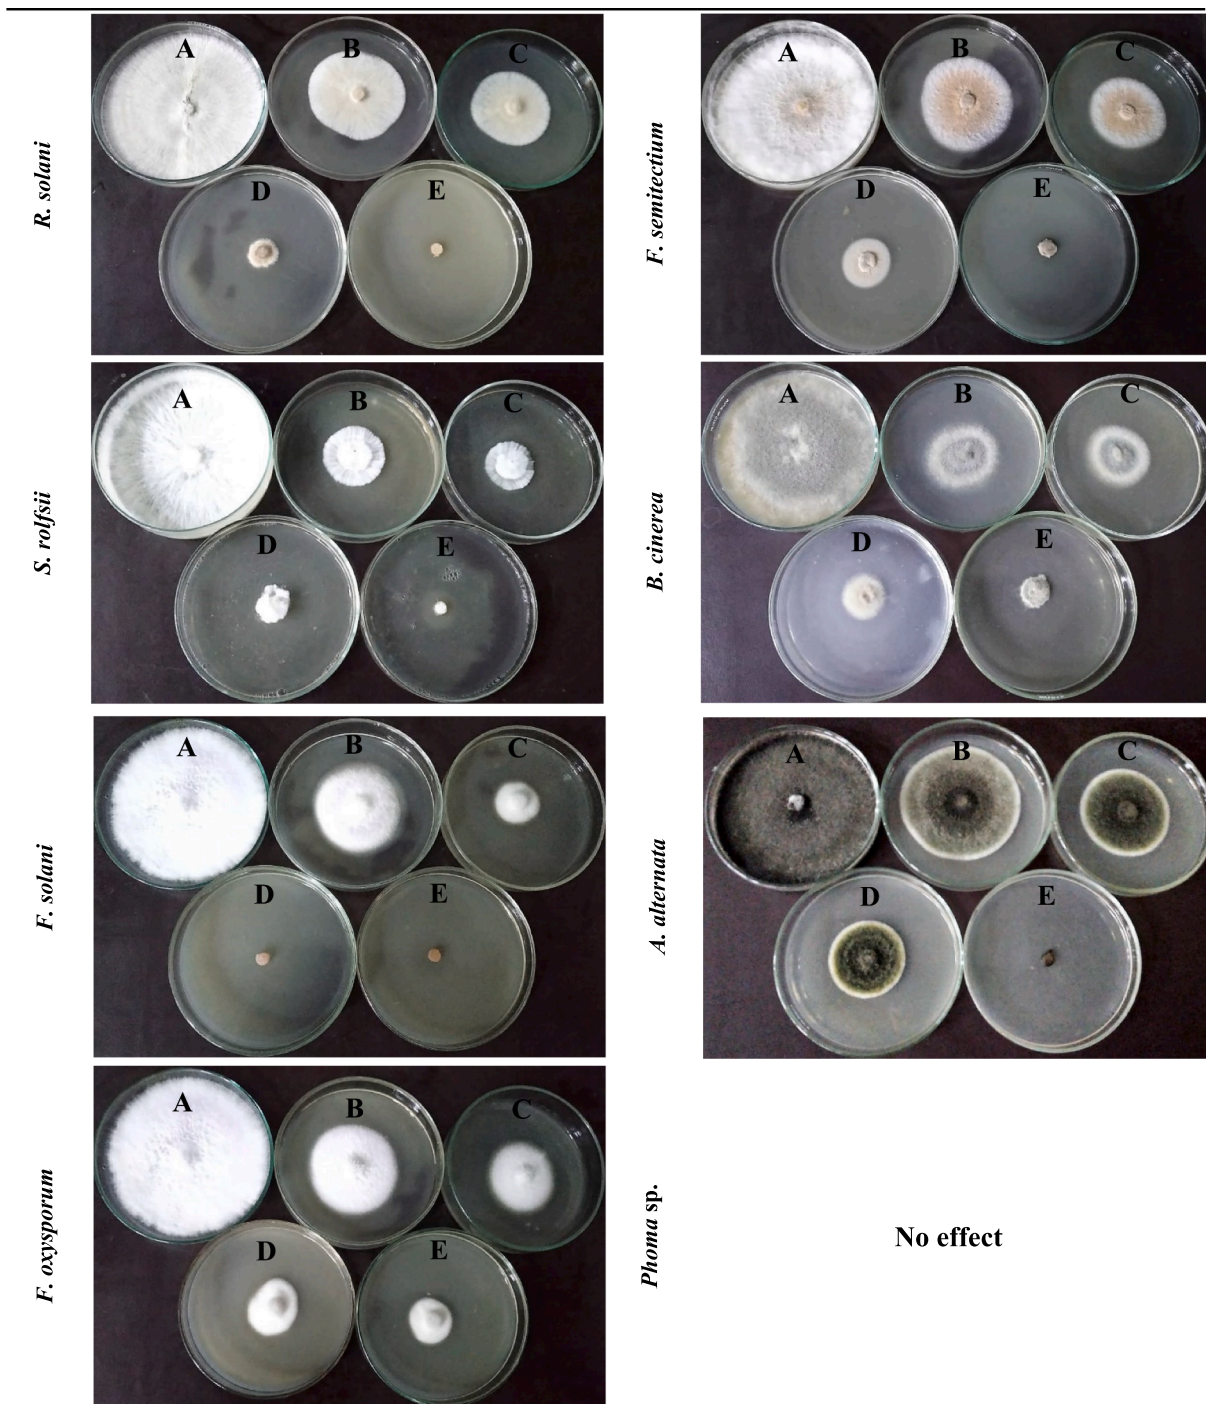 R. solani
A
B
C
D
E
F. semitectium
A
B
C
D
E
S. rolfsii
A
B
C
D
E
B. cinerea
A
B
C
D
E
F. solani
A
B
C
D
E
A. alternata
A
B
C
D
E
F. oxysporum
A
B
C
D
E
Phoma sp.
No effect